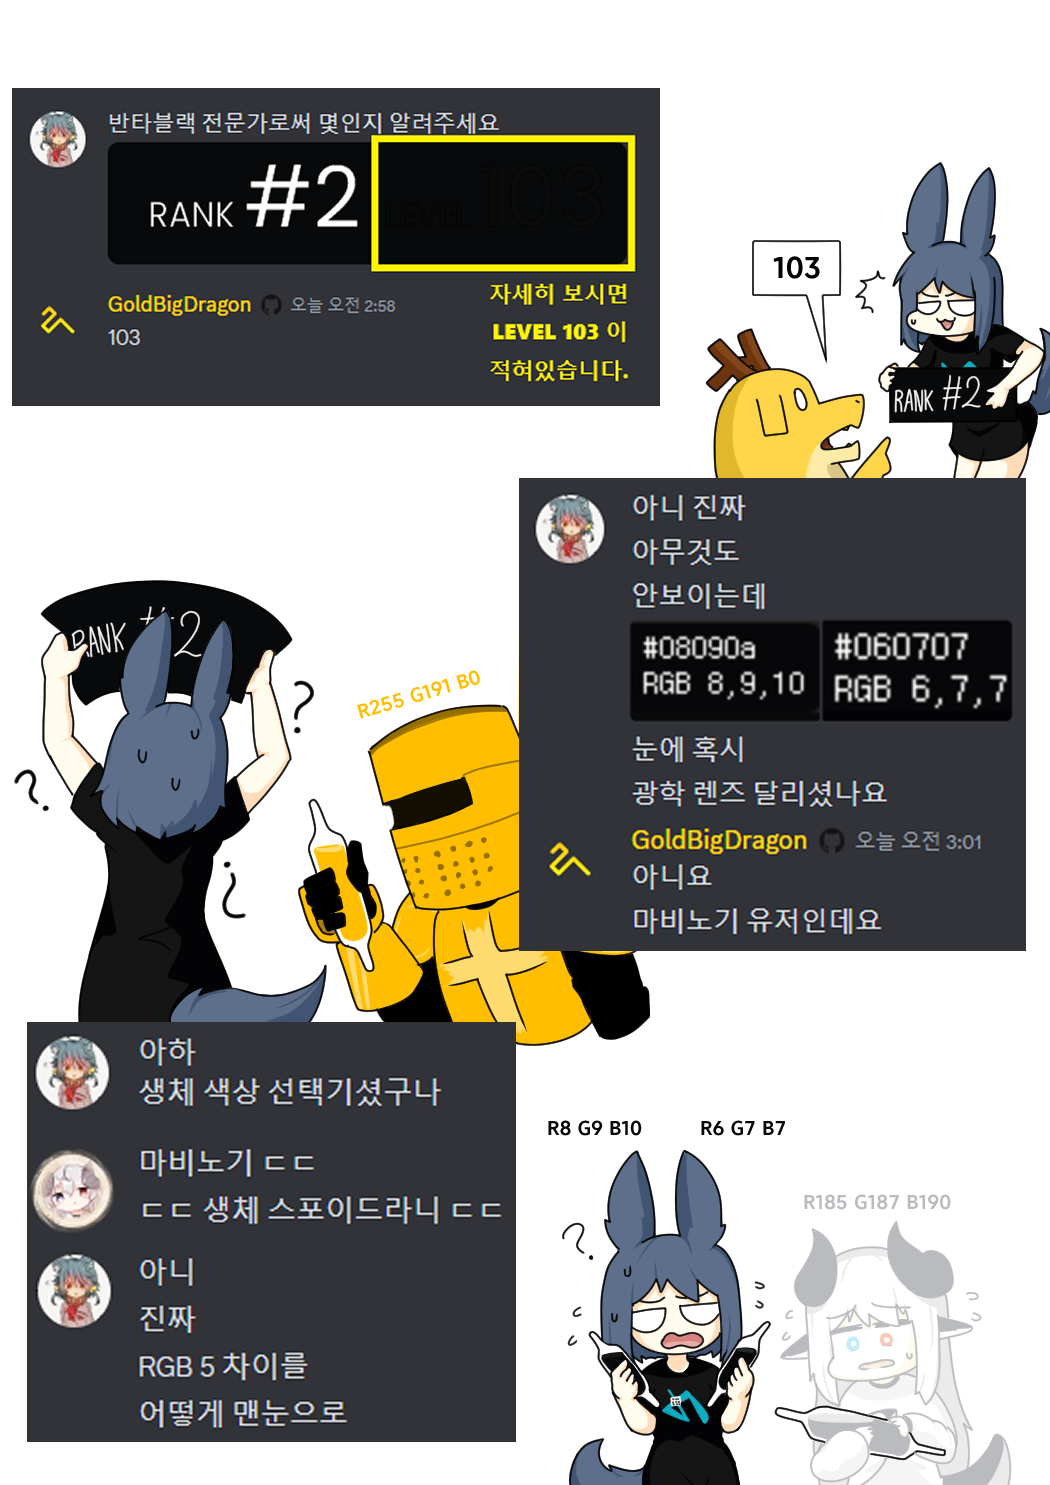 반타블랙 전문가로써 몇인지 알려주세요
RANK #2 LEVEL 103
GoldBigDragon 오늘 오전 2:58
103
자세히 보시면
LEVEL 103 이
적혀있습니다.
103
RANK #2
아니 진짜
아무것도
안보이는데
#08090a
RGB 8,9,10
#060707
RGB 6,7,7
눈에 혹시
광학 렌즈 달리셨나요
GoldBigDragon 오늘 오전 3:01
아니요
마비노기 유저인데요
RANK #2
?
?
?
R255 G191 B0
아하
생체 색상 선택기셨구나
마비노기 ㄷㄷ
ㄷㄷ 생체 스포이드라니 ㄷㄷ
아니
진짜
RGB 5 차이를
어떻게 맨눈으로
R8 G9 B10
R6 G7 B7
R185 G187 B190
?